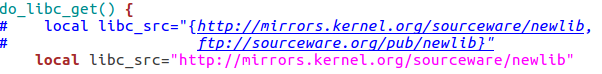 do_libc_get() {
#    local libc_src="{http://mirrors.kernel.org/sourceware/newlib,
#                     ftp://sourceware.org/pub/newlib}"
    local libc_src="http://mirrors.kernel.org/sourceware/newlib"